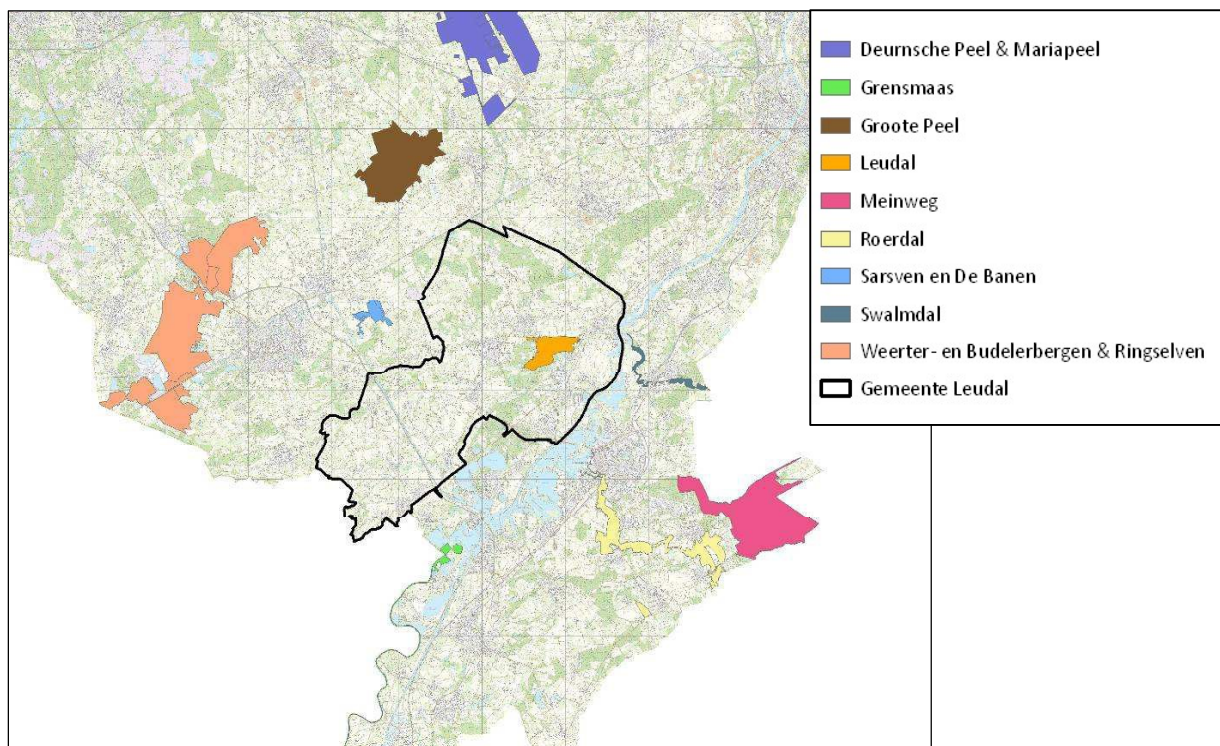 Deurnsche Peel & Mariapeel
Grensmaas
Groote Peel
Leudal
Meinweg
Roerdal
Sarsven en De Banen
Swalmdal
Weerter- en Budelerbergen & Ringselven
Gemeente Leudal